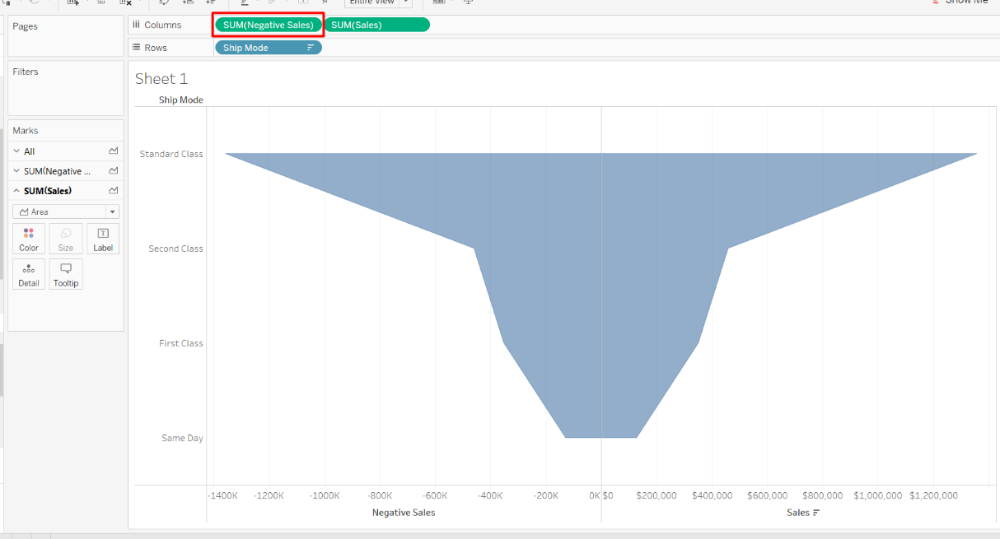 Entire View
Show Me
Pages
iii Columns
SUM(Negative Sales)
SUM(Sales)
Rows
Ship Mode
Filters
Sheet 1
Ship Mode
Marks
All
SUM(Negative ...
SUM(Sales)
Area
Color
Size
Label
Detail
Tooltip
Standard Class
Second Class
First Class
Same Day
-1400K -1200K -1000K -800K -600K -400K -200K 0K $0 $200,000 $400,000 $600,000 $800,000 $1,000,000 $1,200,000
Negative Sales
Sales